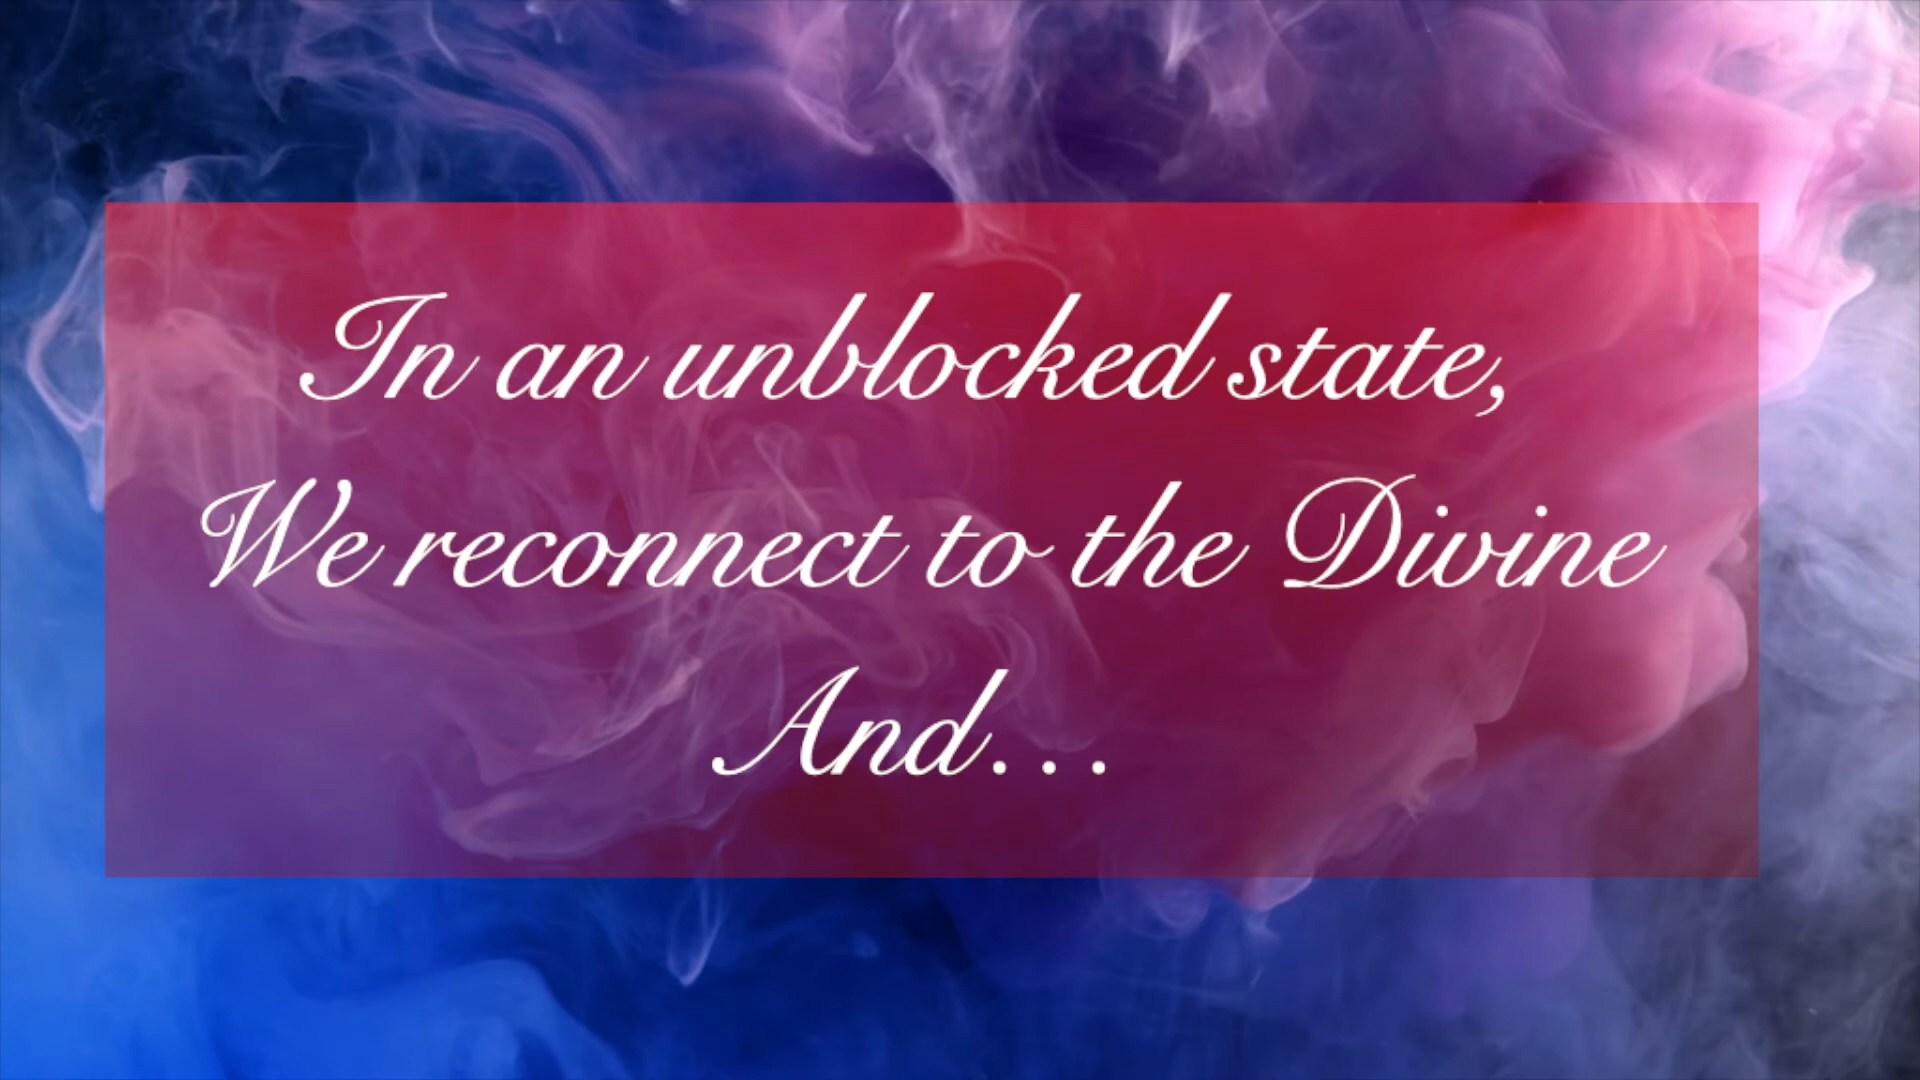 In an unblocked state,
We reconnect to the Divine
And...